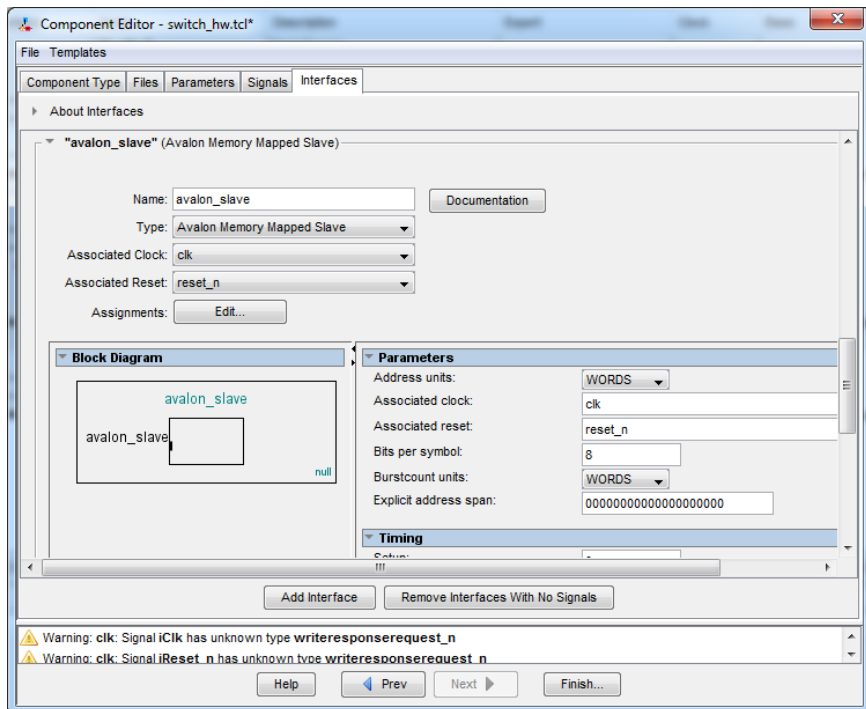 Component Editor - switch_hw.tcl*
File Templates
Component Type Files Parameters Signals Interfaces
About Interfaces
"avalon_slave" (Avalon Memory Mapped Slave)
Name: avalon_slave Documentation
Type: Avalon Memory Mapped Slave
Associated Clock: clk
Associated Reset: reset_n
Assignments: Edit...
Block Diagram
avalon_slave
avalon_slave
null
Parameters
Address units: WORDS
Associated clock: clk
Associated reset: reset_n
Bits per symbol: 8
Burstcount units: WORDS
Explicit address span: 00000000000000000000
Timing
Setup:
Add Interface Remove Interfaces With No Signals
Warning: clk: Signal iClk has unknown type writeresponserequest_n
Warning: clk: Signal iReset_n has unknown type writeresponserequest_n
Help Prev Next Finish...